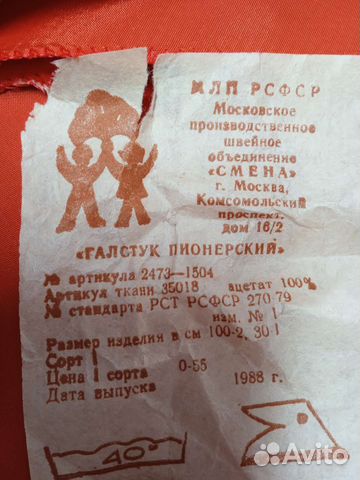 МЛП РСФСР
Московское
производственное
швейное
объединение
«СМЕНА»
г. Москва,
Комсомольский
проспект,
дом 16/2
«ГАЛСТУК ПИОНЕРСКИЙ»
№ артикула 2473—1504
Артикул ткани 35018 ацетат 100%
№ стандарта РСТ РСФСР 270 79
изм. № 1
Размер изделия в см 100-2, 30-1
Сорт 1
Цена 1 сорта 0-55
Дата выпуска 1988 г.
40°
Avito